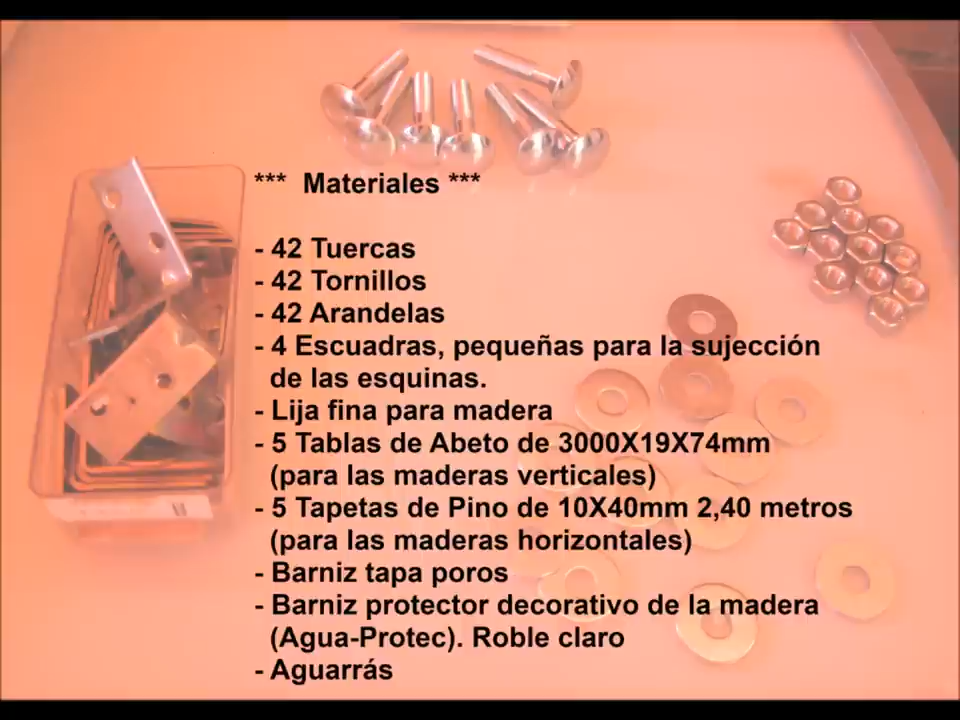 *** Materiales ***
- 42 Tuercas
- 42 Tornillos
- 42 Arandelas
- 4 Escuadras, pequeñas para la sujección
de las esquinas.
- Lija fina para madera
- 5 Tablas de Abeto de 3000X19X74mm
(para las maderas verticales)
- 5 Tapetas de Pino de 10X40mm 2,40 metros
(para las maderas horizontales)
- Barniz tapa poros
- Barniz protector decorativo de la madera
(Agua-Protec). Roble claro
- Aguarrás